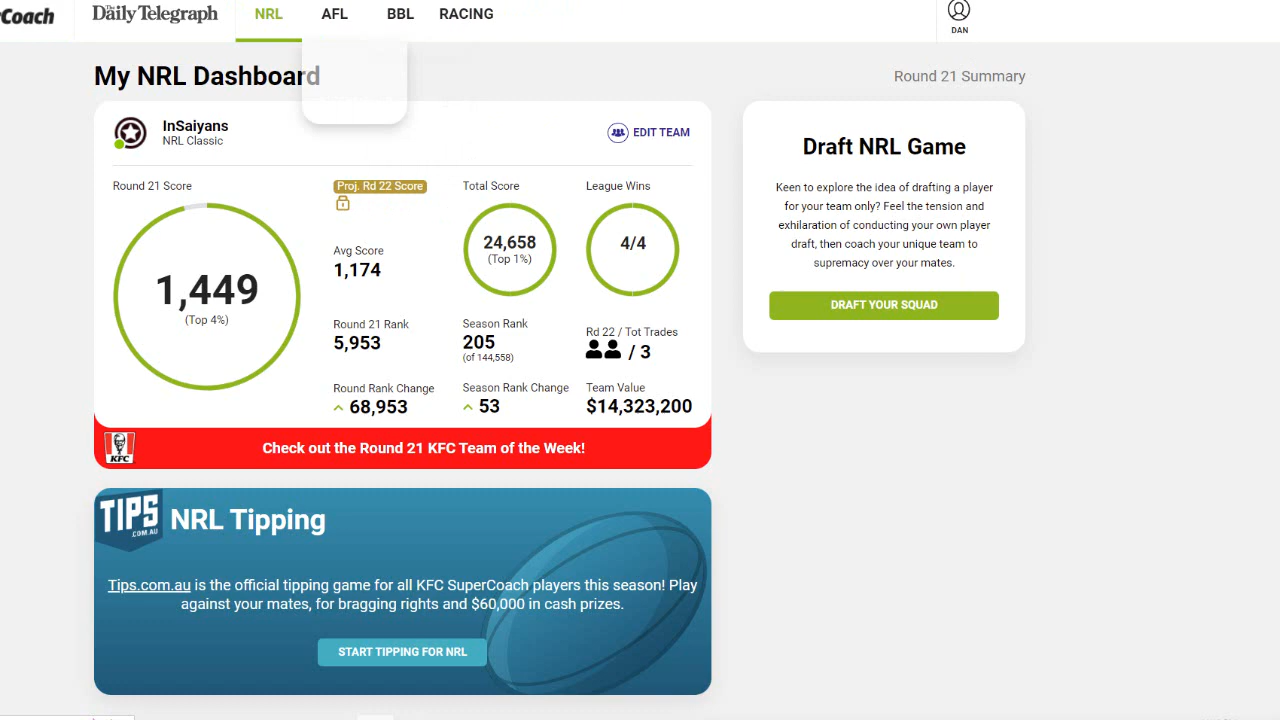 Coach
The Daily Telegraph
NRL
AFL
BBL
RACING
DAN
My NRL Dashboard
Round 21 Summary
InSaiyans
NRL Classic
EDIT TEAM
Round 21 Score
1,449
(Top 4%)
Proj. Rd 22 Score
Avg Score
1,174
Round 21 Rank
5,953
Round Rank Change
68,953
Total Score
24,658
(Top 1%)
Season Rank
205
(of 144,558)
Season Rank Change
53
League Wins
4/4
Rd 22 / Tot Trades
/ 3
Team Value
$14,323,200
KFC
Check out the Round 21 KFC Team of the Week!
Draft NRL Game
Keen to explore the idea of drafting a player
for your team only? Feel the tension and
exhilaration of conducting your own player
draft, then coach your unique team to
supremacy over your mates.
DRAFT YOUR SQUAD
TIPS
.COM.AU
NRL Tipping
Tips.com.au is the official tipping game for all KFC SuperCoach players this season! Play
against your mates, for bragging rights and $60,000 in cash prizes.
START TIPPING FOR NRL